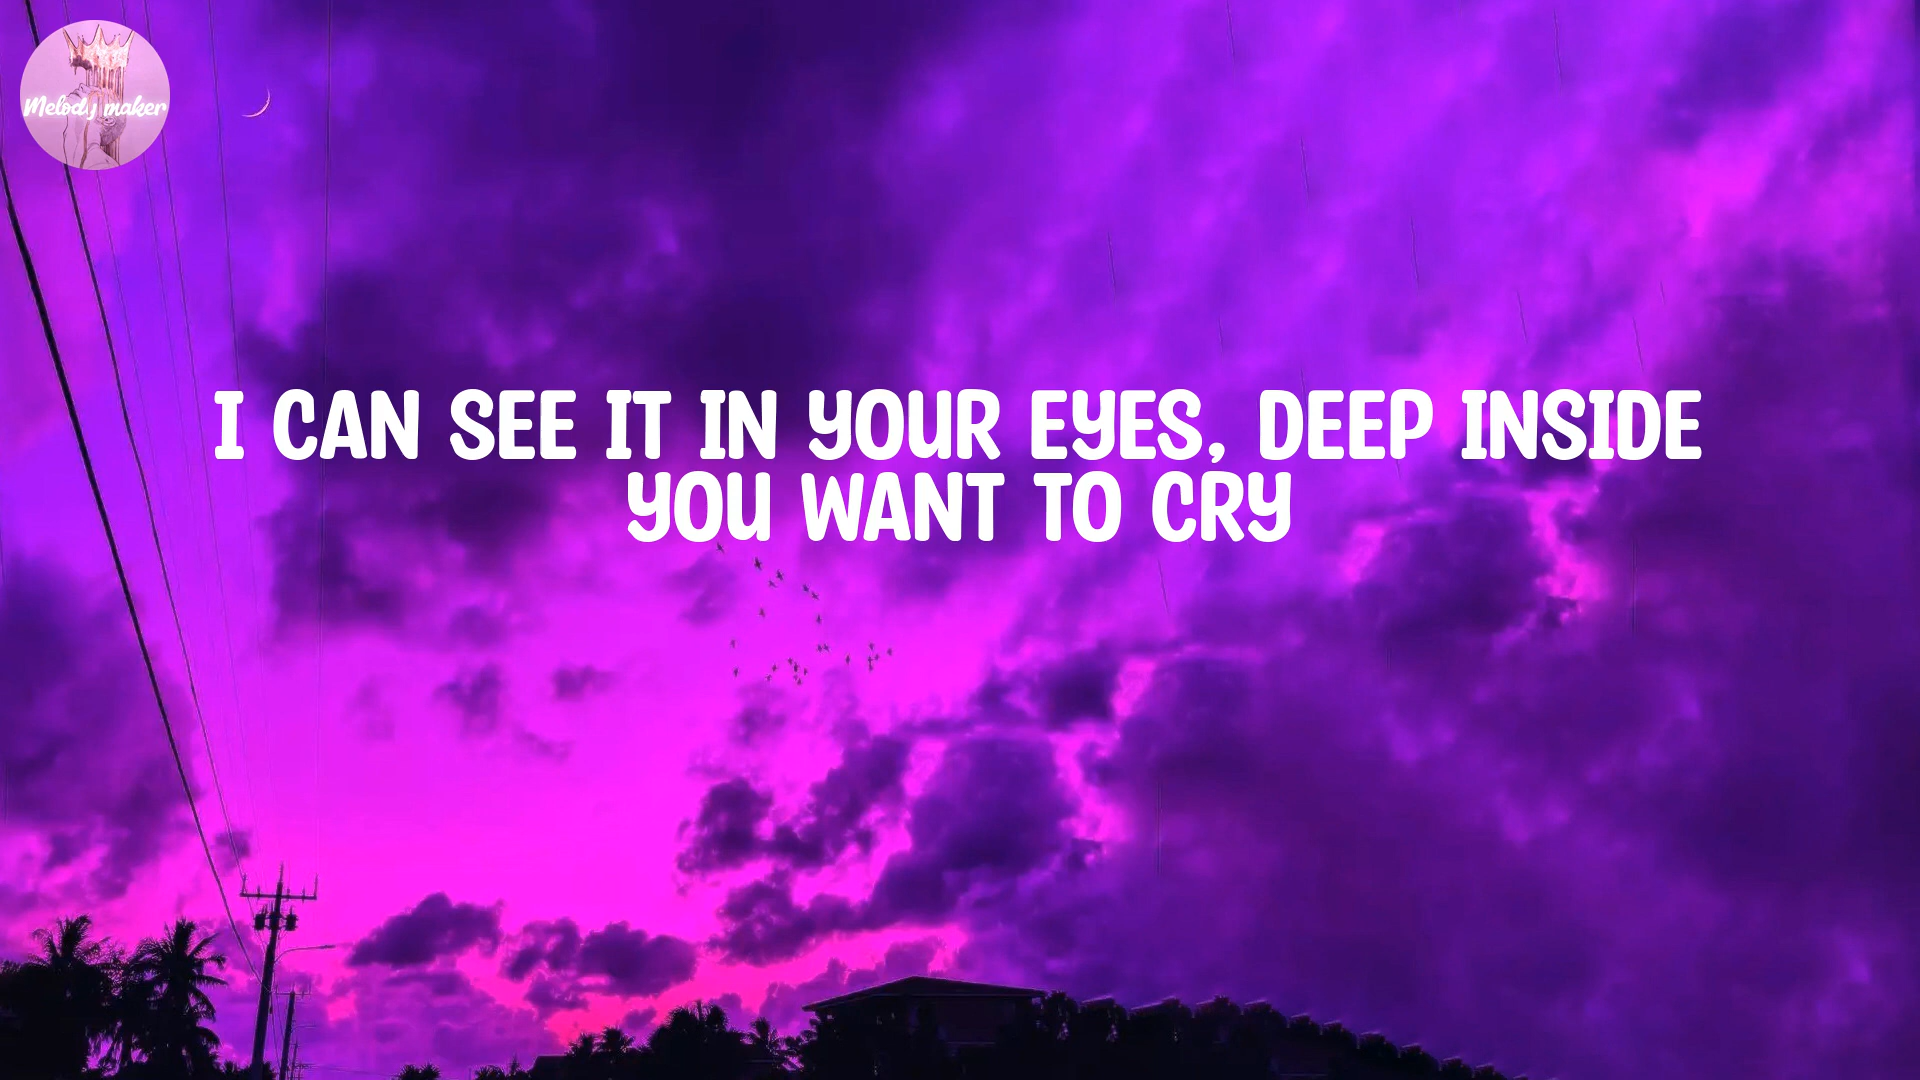 Melody maker
I CAN SEE IT IN YOUR EYES, DEEP INSIDE
YOU WANT TO CRY